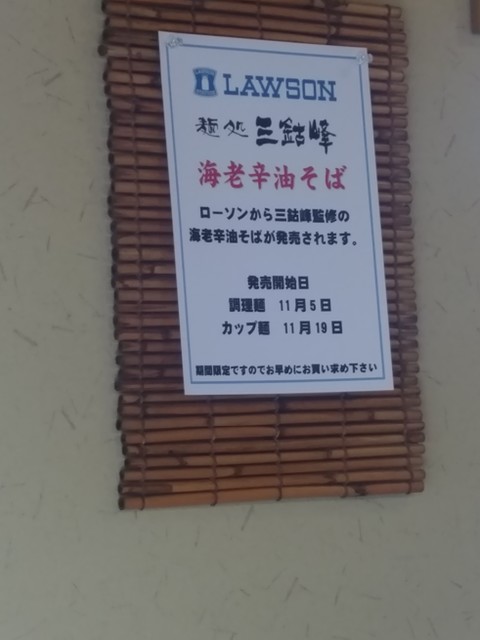 LAWSON
麺処 三鈷峰
海老辛油そば
ローソンから三鈷峰監修の
海老辛油そばが発売されます。
発売開始日
調理麺 11月5日
カップ麺 11月19日
期間限定ですのでお早めにお買い求め下さい